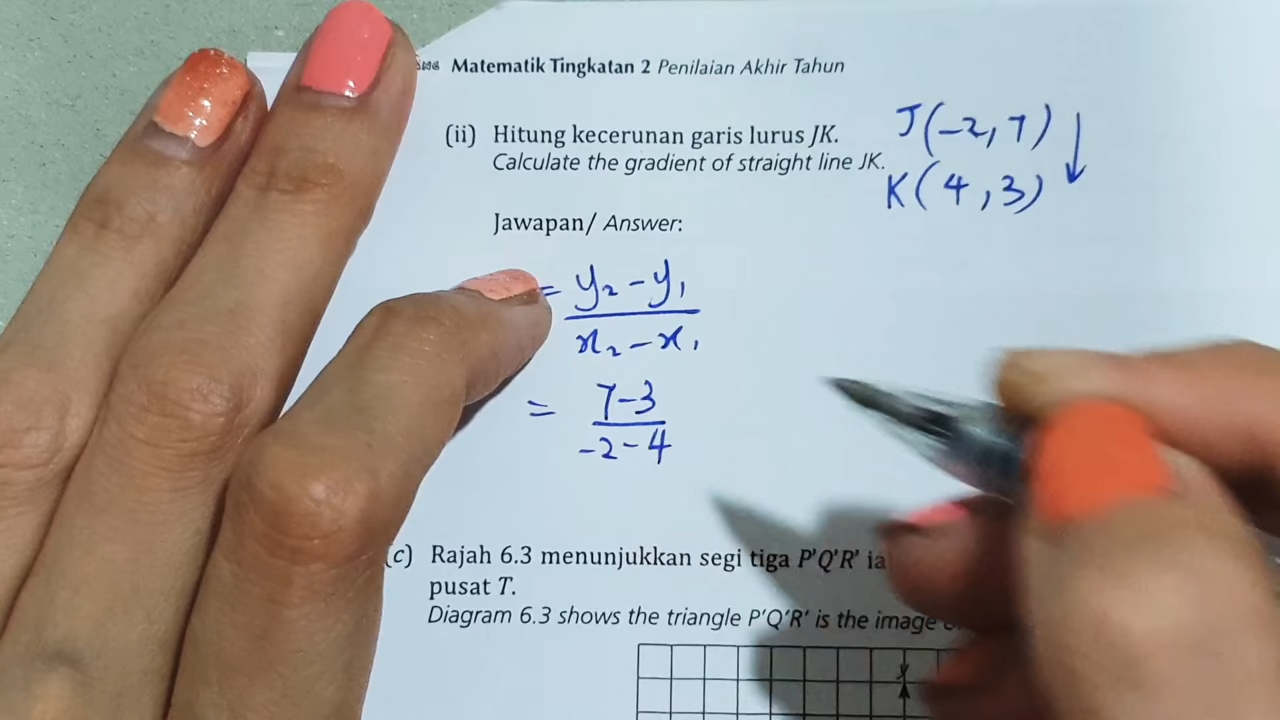 Matematik Tingkatan 2 Penilaian Akhir Tahun
(ii) Hitung kecerunan garis lurus JK.
Calculate the gradient of straight line JK.
J(-2, 7)
K(4, 3)
Jawapan/ Answer:
= y₂ - y₁
x₂ - x₁
= 7-3
-2-4
(c) Rajah 6.3 menunjukkan segi tiga P'Q'R'
pusat T.
Diagram 6.3 shows the triangle P'Q'R' is the image
y